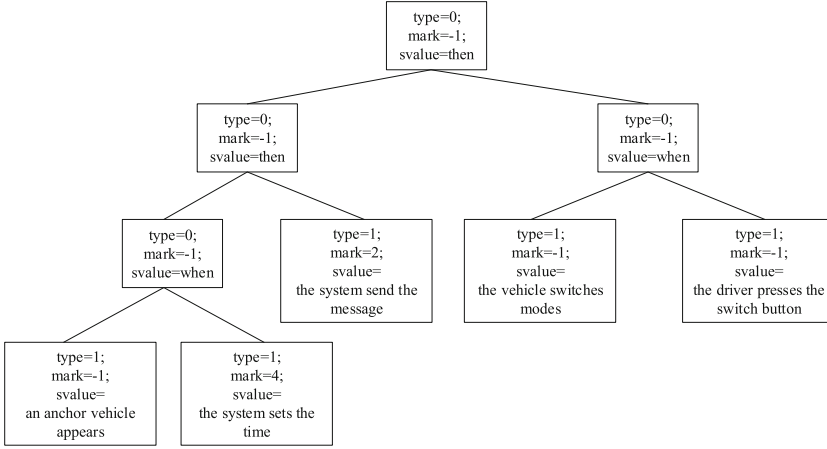 type=0;
mark=-1;
svalue=then
type=0;
mark=-1;
svalue=then
type=0;
mark=-1;
svalue=when
type=0;
mark=-1;
svalue=when
type=1;
mark=2;
svalue=
the system send the
message
type=1;
mark=-1;
svalue=
the vehicle switches
modes
type=1;
mark=-1;
svalue=
the driver presses the
switch button
type=1;
mark=-1;
svalue=
an anchor vehicle
appears
type=1;
mark=4;
svalue=
the system sets the
time